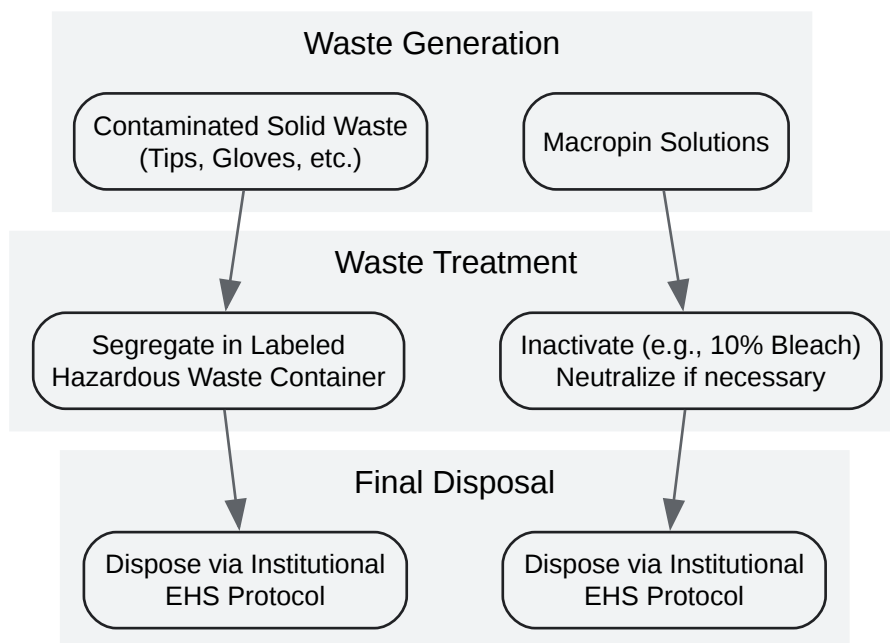 Waste Generation
Contaminated Solid Waste
(Tips, Gloves, etc.)
Macropin Solutions
Waste Treatment
Segregate in Labeled
Hazardous Waste Container
Inactivate (e.g., 10% Bleach)
Neutralize if necessary
Final Disposal
Dispose via Institutional
EHS Protocol
Dispose via Institutional
EHS Protocol